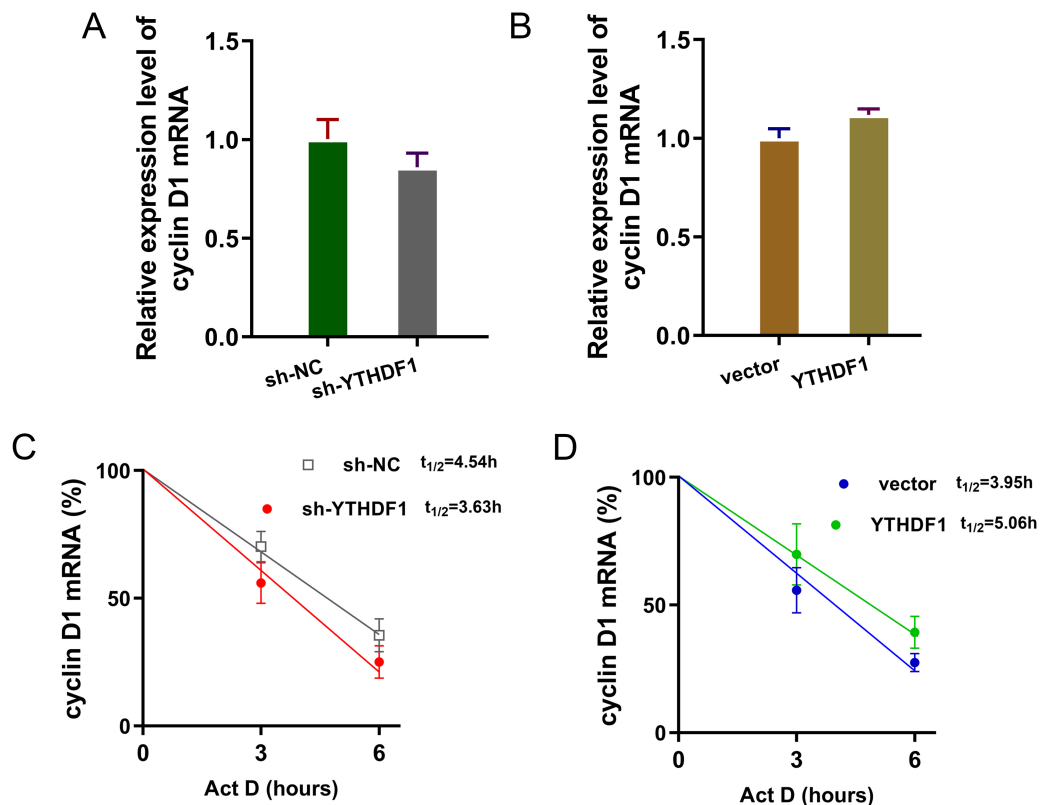 A
Relative expression level of
cyclin D1 mRNA
1.5
1.0
0.5
0.0
sh-NC
sh-YTHDF1
B
Relative expression level of
cyclin D1 mRNA
1.5
1.0
0.5
0.0
vector
YTHDF1
C
cyclin D1 mRNA (%)
100
50
0
0 3 6
Act D (hours)
sh-NC t1/2=4.54h
sh-YTHDF1 t1/2=3.63h
D
cyclin D1 mRNA (%)
100
50
0
0 3 6
Act D (hours)
vector t1/2=3.95h
YTHDF1 t1/2=5.06h